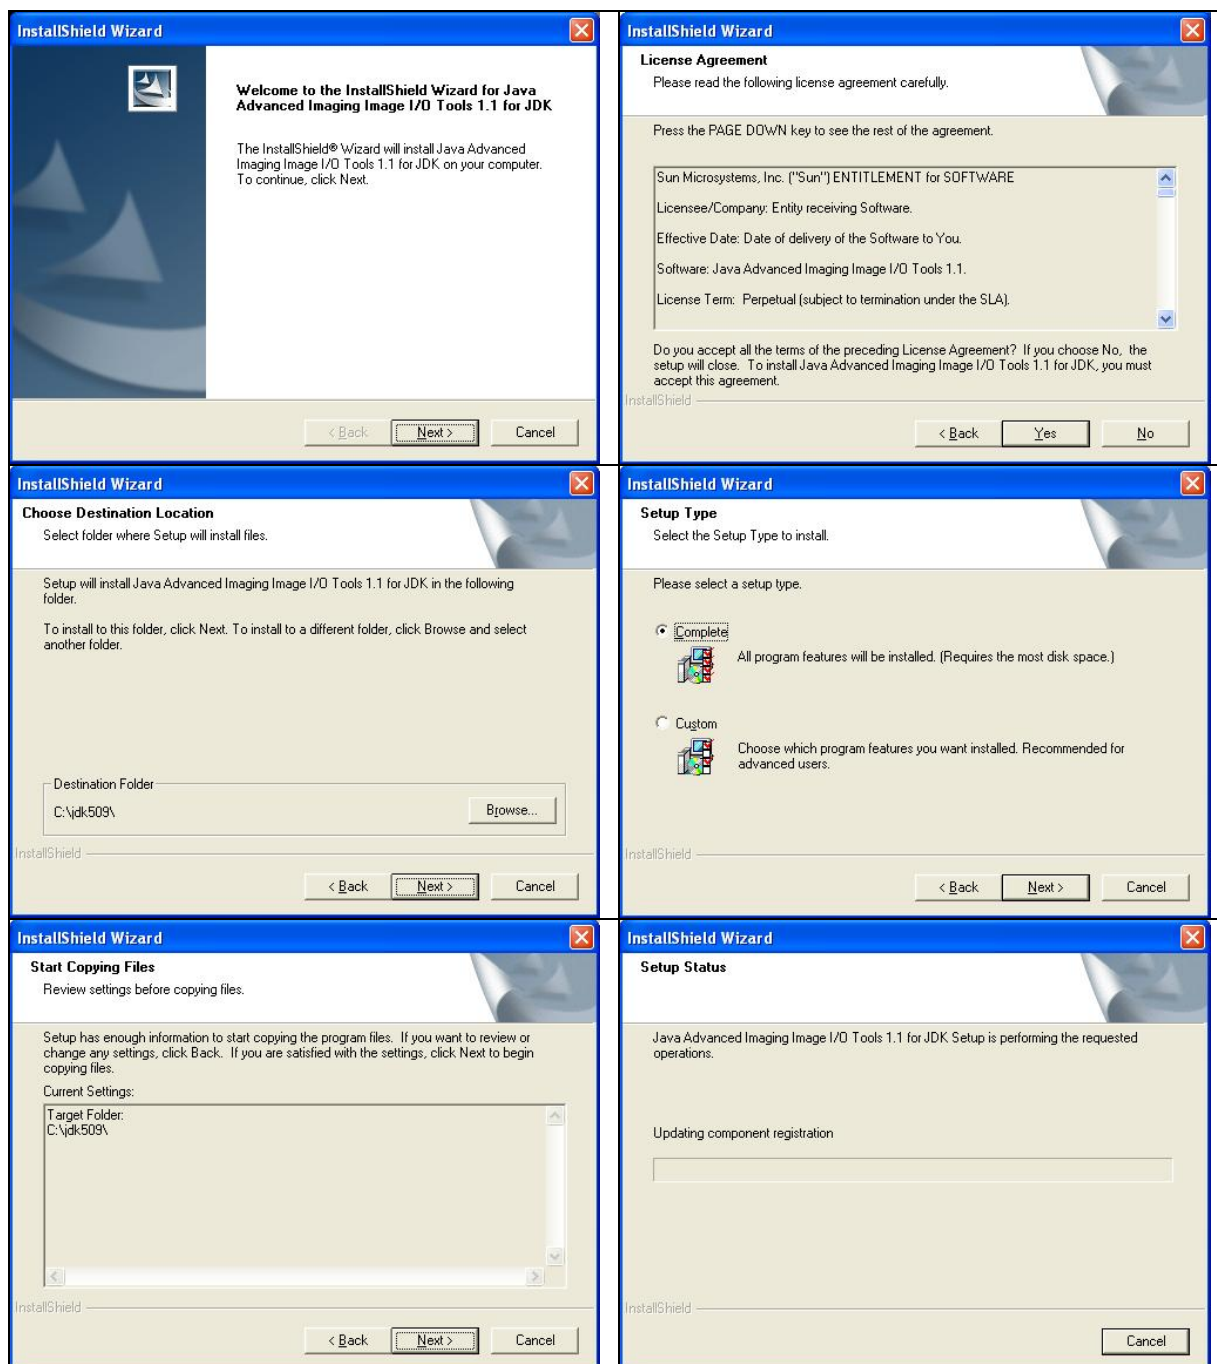 InstallShield Wizard
Welcome to the InstallShield Wizard for Java
Advanced Imaging Image I/O Tools 1.1 for JDK
The InstallShield® Wizard will install Java Advanced
Imaging Image I/O Tools 1.1 for JDK on your computer.
To continue, click Next.
< Back
Next >
Cancel
InstallShield Wizard
License Agreement
Please read the following license agreement carefully.
Press the PAGE DOWN key to see the rest of the agreement.
Sun Microsystems, Inc. ("Sun") ENTITLEMENT for SOFTWARE
Licensee/Company: Entity receiving Software.
Effective Date: Date of delivery of the Software to You.
Software: Java Advanced Imaging Image I/O Tools 1.1.
License Term: Perpetual (subject to termination under the SLA).
Do you accept all the terms of the preceding License Agreement? If you choose No, the
setup will close. To install Java Advanced Imaging Image I/O Tools 1.1 for JDK, you must
accept this agreement.
InstallShield
< Back
Yes
No
InstallShield Wizard
Choose Destination Location
Select folder where Setup will install files.
Setup will install Java Advanced Imaging Image I/O Tools 1.1 for JDK in the following
folder.
To install to this folder, click Next. To install to a different folder, click Browse and select
another folder.
Destination Folder
C:\jdk509\
Browse...
InstallShield
< Back
Next >
Cancel
InstallShield Wizard
Setup Type
Select the Setup Type to install.
Please select a setup type.
Complete
All program features will be installed. (Requires the most disk space.)
Custom
Choose which program features you want installed. Recommended for
advanced users.
InstallShield
< Back
Next >
Cancel
InstallShield Wizard
Start Copying Files
Review settings before copying files.
Setup has enough information to start copying the program files. If you want to review or
change any settings, click Back. If you are satisfied with the settings, click Next to begin
copying files.
Current Settings:
Target Folder:
C:\jdk509\
InstallShield
< Back
Next >
Cancel
InstallShield Wizard
Setup Status
Java Advanced Imaging Image I/O Tools 1.1 for JDK Setup is performing the requested
operations.
Updating component registration
InstallShield
Cancel